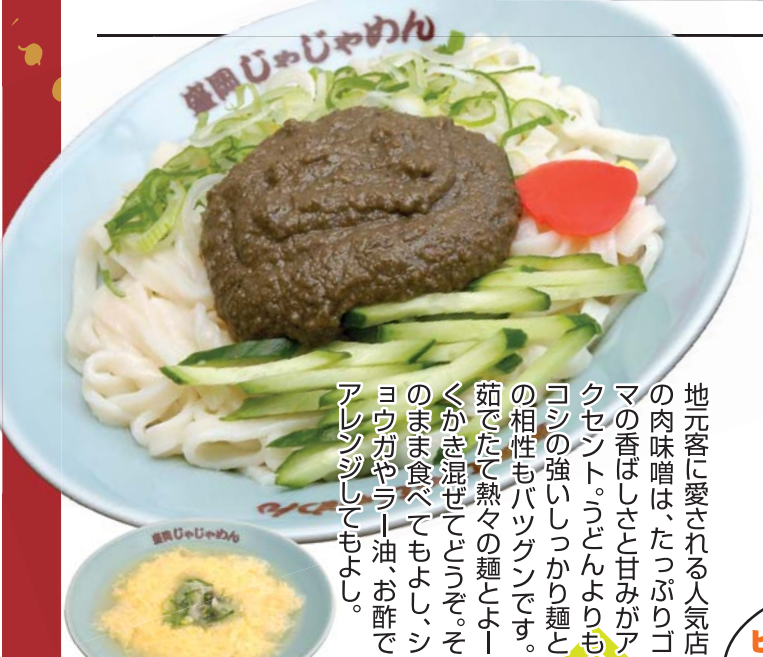 盛岡じゃじゃめん
地元客に愛される人気店
の肉味噌は、たっぷりゴ
マの香ばしさと甘みがア
クセント。うどんよりも
コシの強いしっかり麺と
の相性もバツグンです。
茹でたて熱々の麺とよー
くかき混ぜてどうぞ。そ
のまま食べてもよし、シ
ョウガやラー油、お酢で
アレンジしてもよし。
盛岡じゃじゃめん